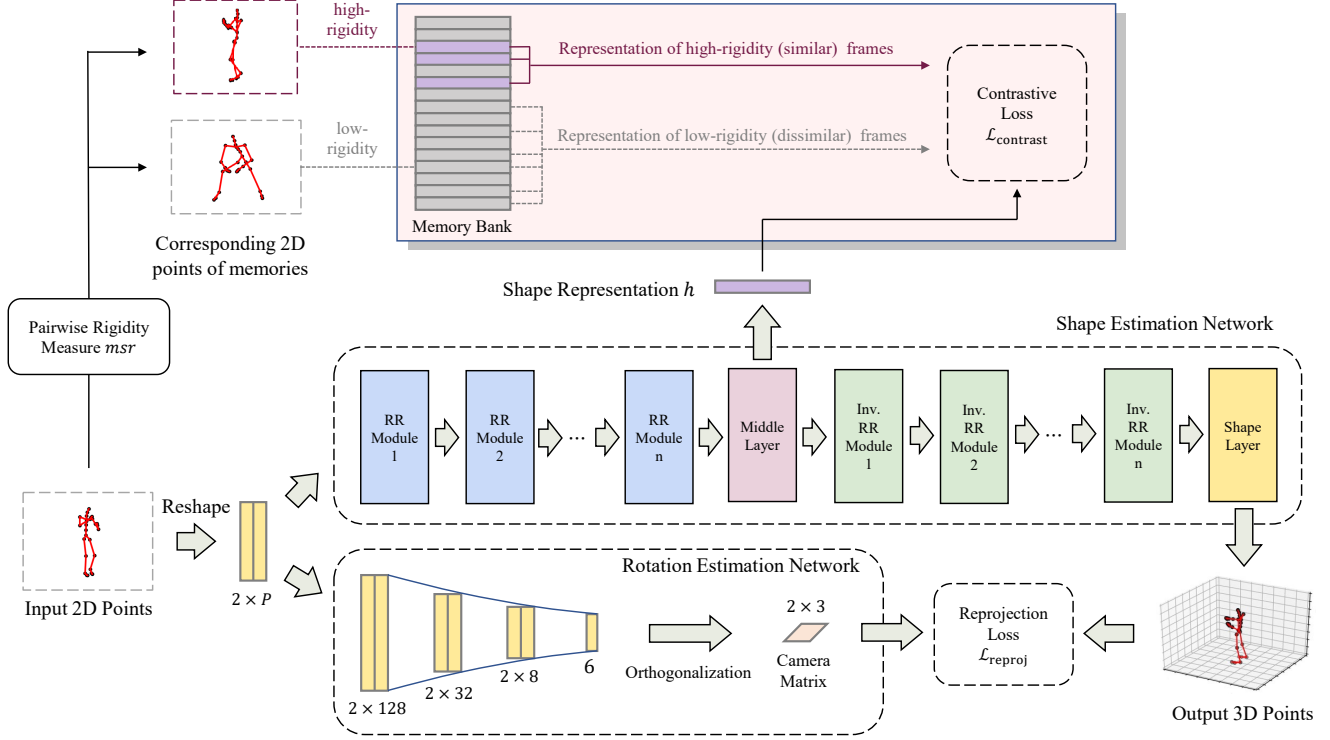 high-
rigidity
Representation of high-rigidity (similar) frames
low-
rigidity
Representation of low-rigidity (dissimilar) frames
Contrastive
Loss
ℒcontrast
Memory Bank
Corresponding 2D
points of memories
Shape Representation h
Pairwise Rigidity
Measure msr
Shape Estimation Network
RR
Module
1
RR
Module
2
...
RR
Module
n
Middle
Layer
Inv.
RR
Module
1
Inv.
RR
Module
2
...
Inv.
RR
Module
n
Shape
Layer
Reshape
Input 2D Points
2 × P
Rotation Estimation Network
2 × 128
2 × 32
2 × 8
6
Orthogonalization
2 × 3
Camera
Matrix
Reprojection
Loss
ℒreproj
Output 3D Points